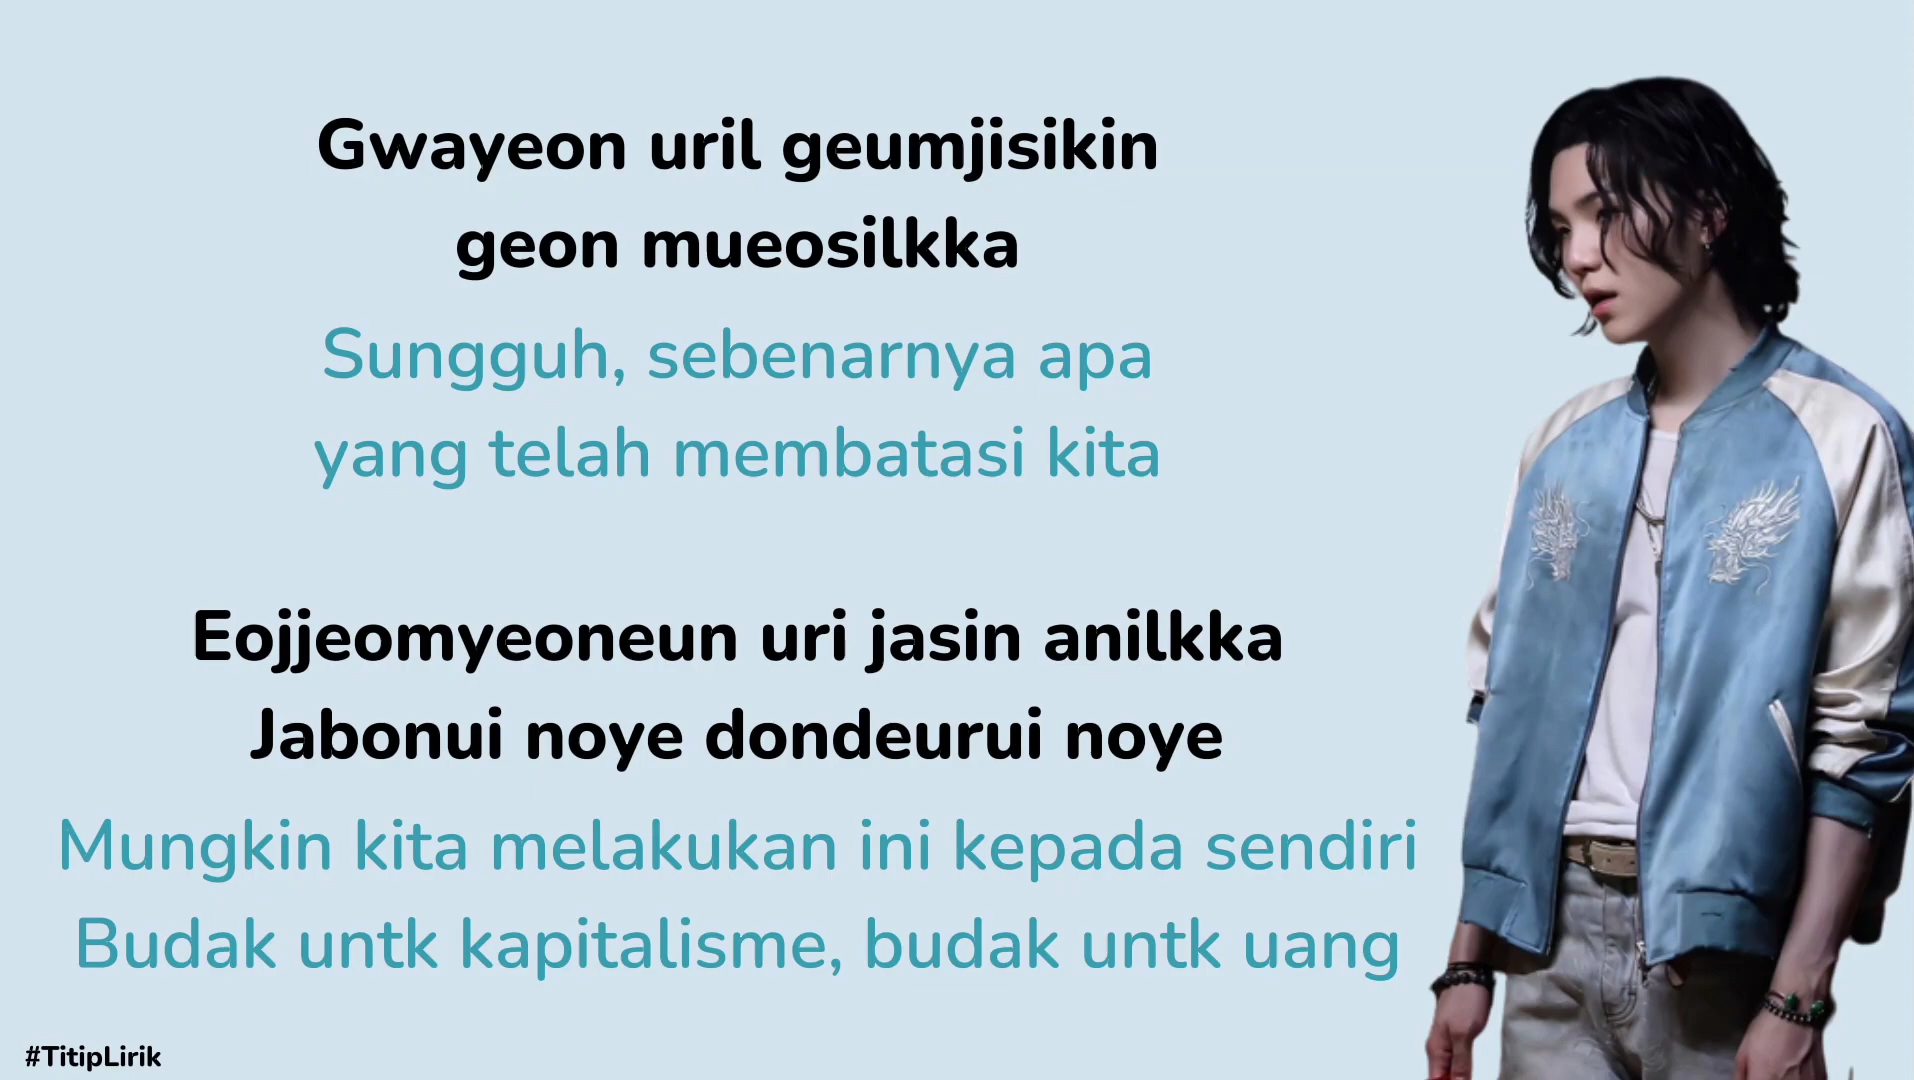 Gwayeon uril geumjisikin
geon mueosilkka
Sungguh, sebenarnya apa
yang telah membatasi kita
Eojjeomyeoneun uri jasin anilkka
Jabonui noye dondeurui noye
Mungkin kita melakukan ini kepada sendiri
Budak untk kapitalisme, budak untk uang
#TitipLirik